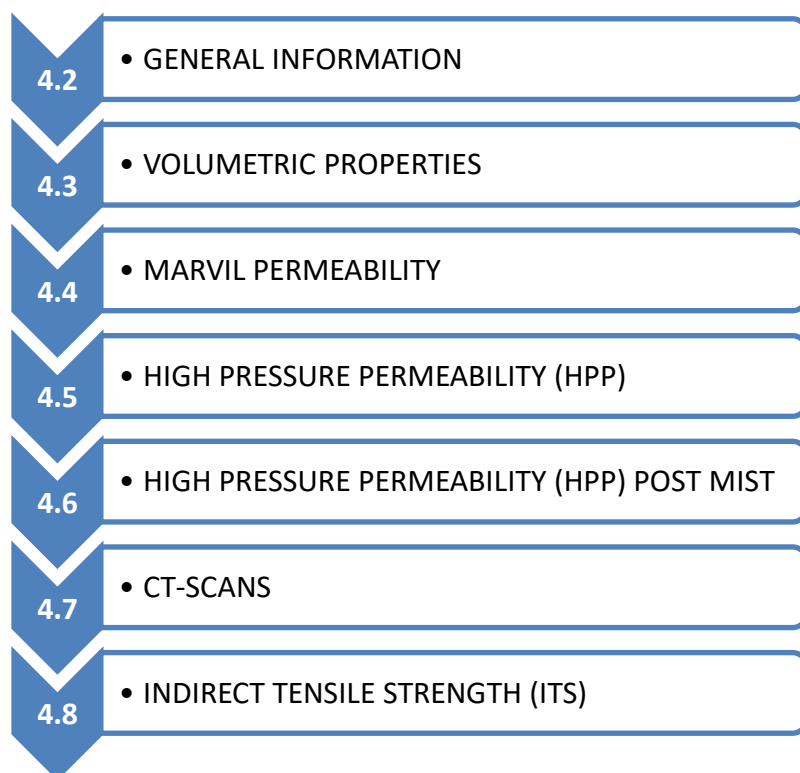 4.2
• GENERAL INFORMATION
4.3
• VOLUMETRIC PROPERTIES
4.4
• MARVIL PERMEABILITY
4.5
• HIGH PRESSURE PERMEABILITY (HPP)
4.6
• HIGH PRESSURE PERMEABILITY (HPP) POST MIST
4.7
• CT-SCANS
4.8
• INDIRECT TENSILE STRENGTH (ITS)